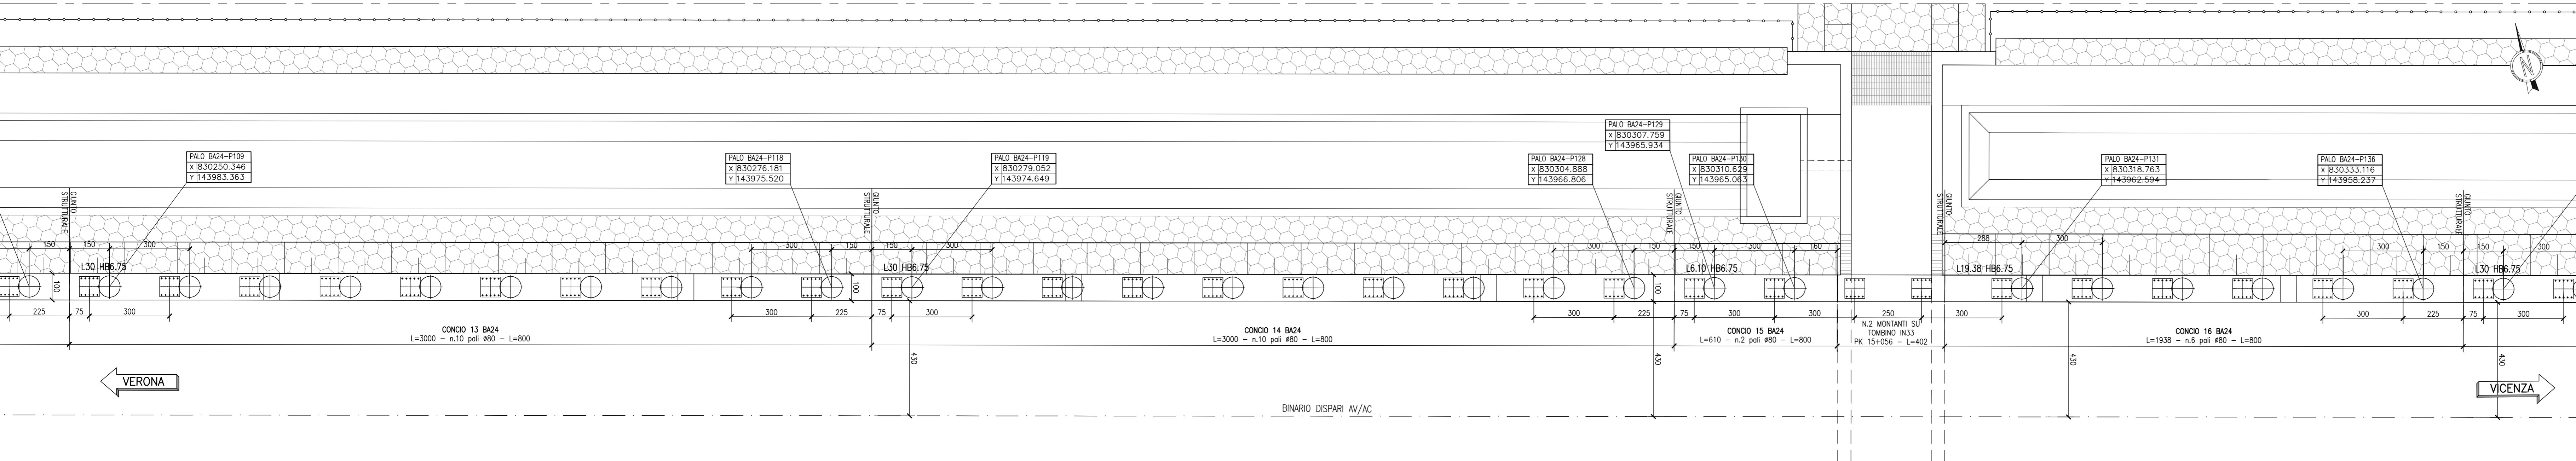 N
PALO BA24-P109
X 830250.346
Y 143983.363
PALO BA24-P118
X 830276.181
Y 143975.520
PALO BA24-P119
X 830279.052
Y 143974.649
PALO BA24-P128
X 830304.888
Y 143966.806
PALO BA24-P129
X 830307.759
Y 143965.934
PALO BA24-P130
X 830310.629
Y 143965.063
PALO BA24-P131
X 830318.763
Y 143962.594
PALO BA24-P136
X 830333.116
Y 143958.237
GIUNTO
STRUTTURALE
GIUNTO
STRUTTURALE
GIUNTO
STRUTTURALE
GIUNTO
STRUTTURALE
GIUNTO
STRUTTURALE
150 150 300 300 150 150 300 300 150 150 300 160 288 300 300 150 150 300
L30 HB6.75
L30 HB6.75
L6.10 HB6.75
L19.38 HB6.75
L30 HB6.75
100 100 100
225 75 300 300 225 75 300 300 225 75 300 300 250 300 300 225 75 300
CONCIO 13 BA24
L=3000 - n.10 pali ø80 - L=800
CONCIO 14 BA24
L=3000 - n.10 pali ø80 - L=800
CONCIO 15 BA24
L=610 - n.2 pali ø80 - L=800
N.2 MONTANTI SU
TOMBINO IN33
PK 15+056 - L=402
CONCIO 16 BA24
L=1938 - n.6 pali ø80 - L=800
430 430 430 430
VERONA
VICENZA
BINARIO DISPARI AV/AC